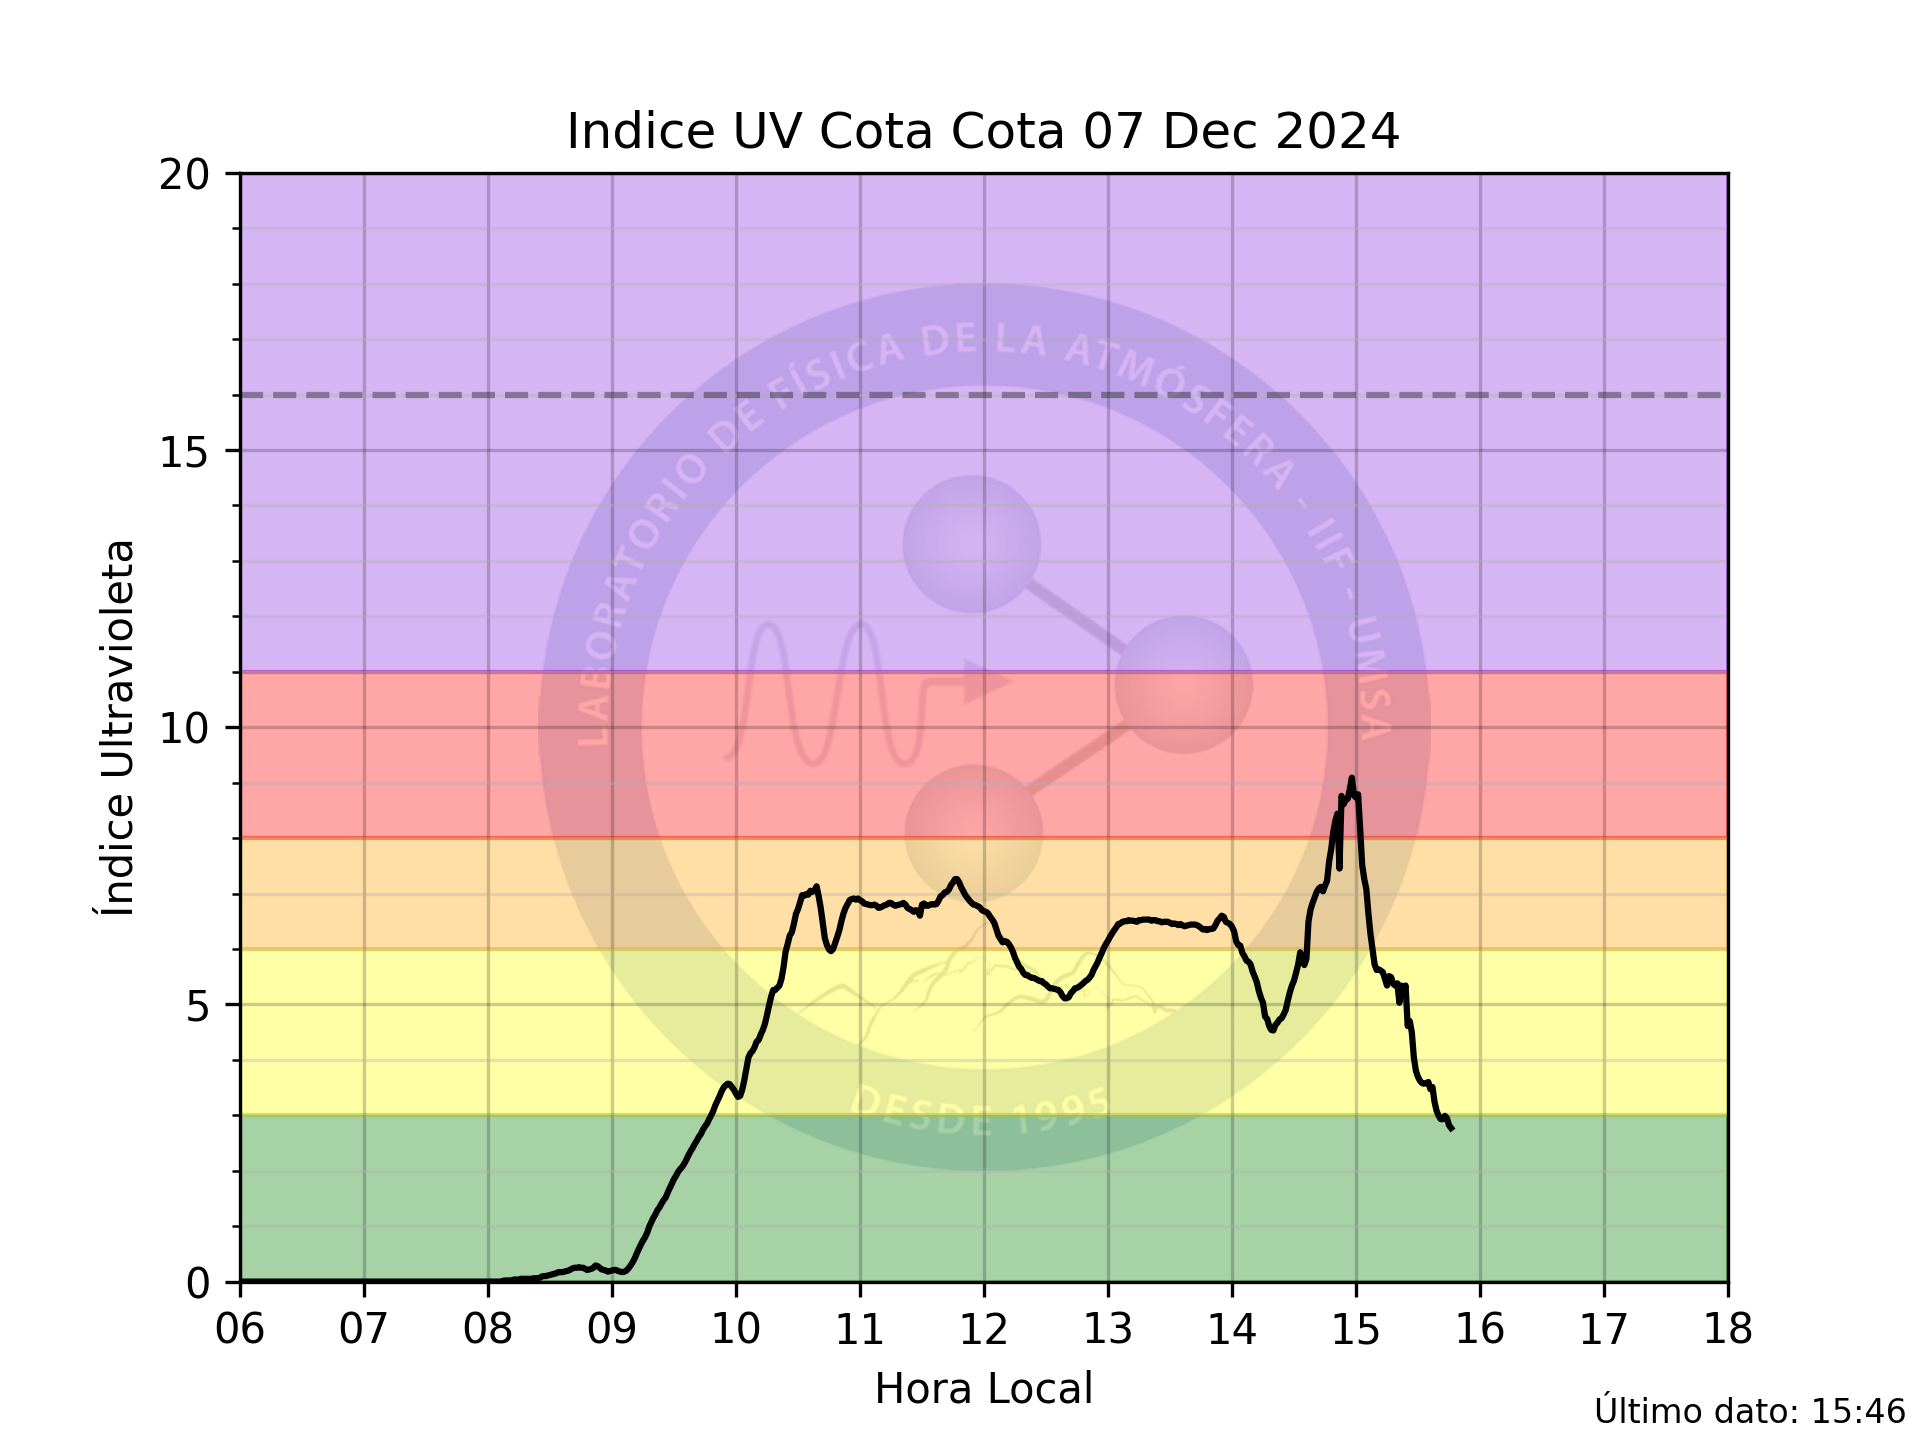 Indice UV Cota Cota 07 Dec 2024
20
15
10
5
0
Índice Ultravioleta
LABORATORIO DE FÍSICA DE LA ATMÓSFERA - IIF - UMSA
DESDE 1995
06 07 08 09 10 11 12 13 14 15 16 17 18
Hora Local
Último dato: 15:46